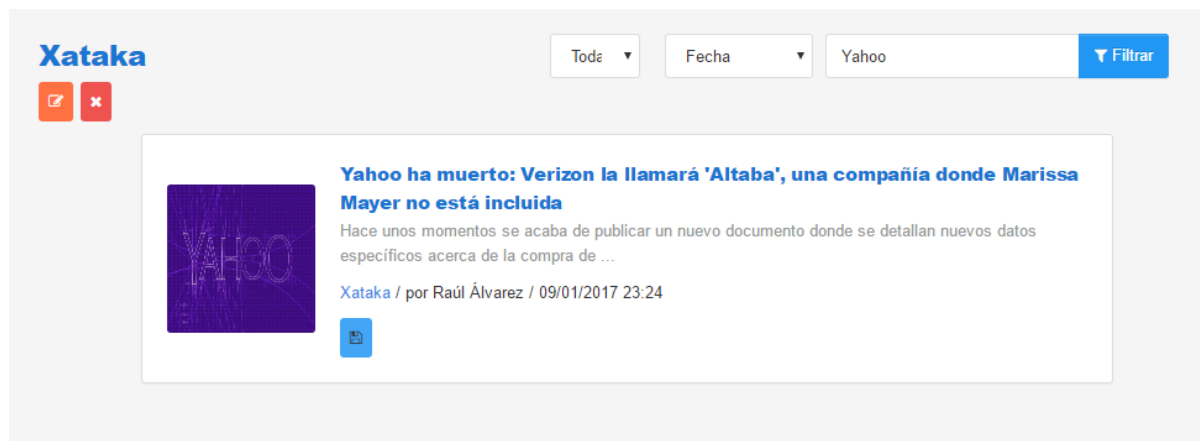 Xataka
Toda
Fecha
Yahoo
Filtrar
Yahoo ha muerto: Verizon la llamará 'Altaba', una compañía donde Marissa
Mayer no está incluida
Hace unos momentos se acaba de publicar un nuevo documento donde se detallan nuevos datos
específicos acerca de la compra de ...
Xataka / por Raúl Álvarez / 09/01/2017 23:24
YAHOO